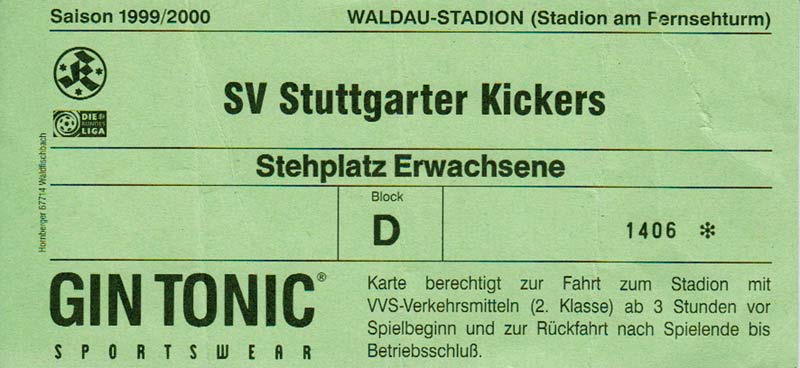 Saison 1999/2000
WALDAU-STADION (Stadion am Fernsehturm)
DIE
BUNDES
LIGA
SV Stuttgarter Kickers
Stehplatz Erwachsene
Hornberger 67714 Waldfischbach
Block
D
1406 *
GIN TONIC®
SPORTSWEAR
Karte berechtigt zur Fahrt zum Stadion mit
VVS-Verkehrsmitteln (2. Klasse) ab 3 Stunden vor
Spielbeginn und zur Rückfahrt nach Spielende bis
Betriebsschluß.